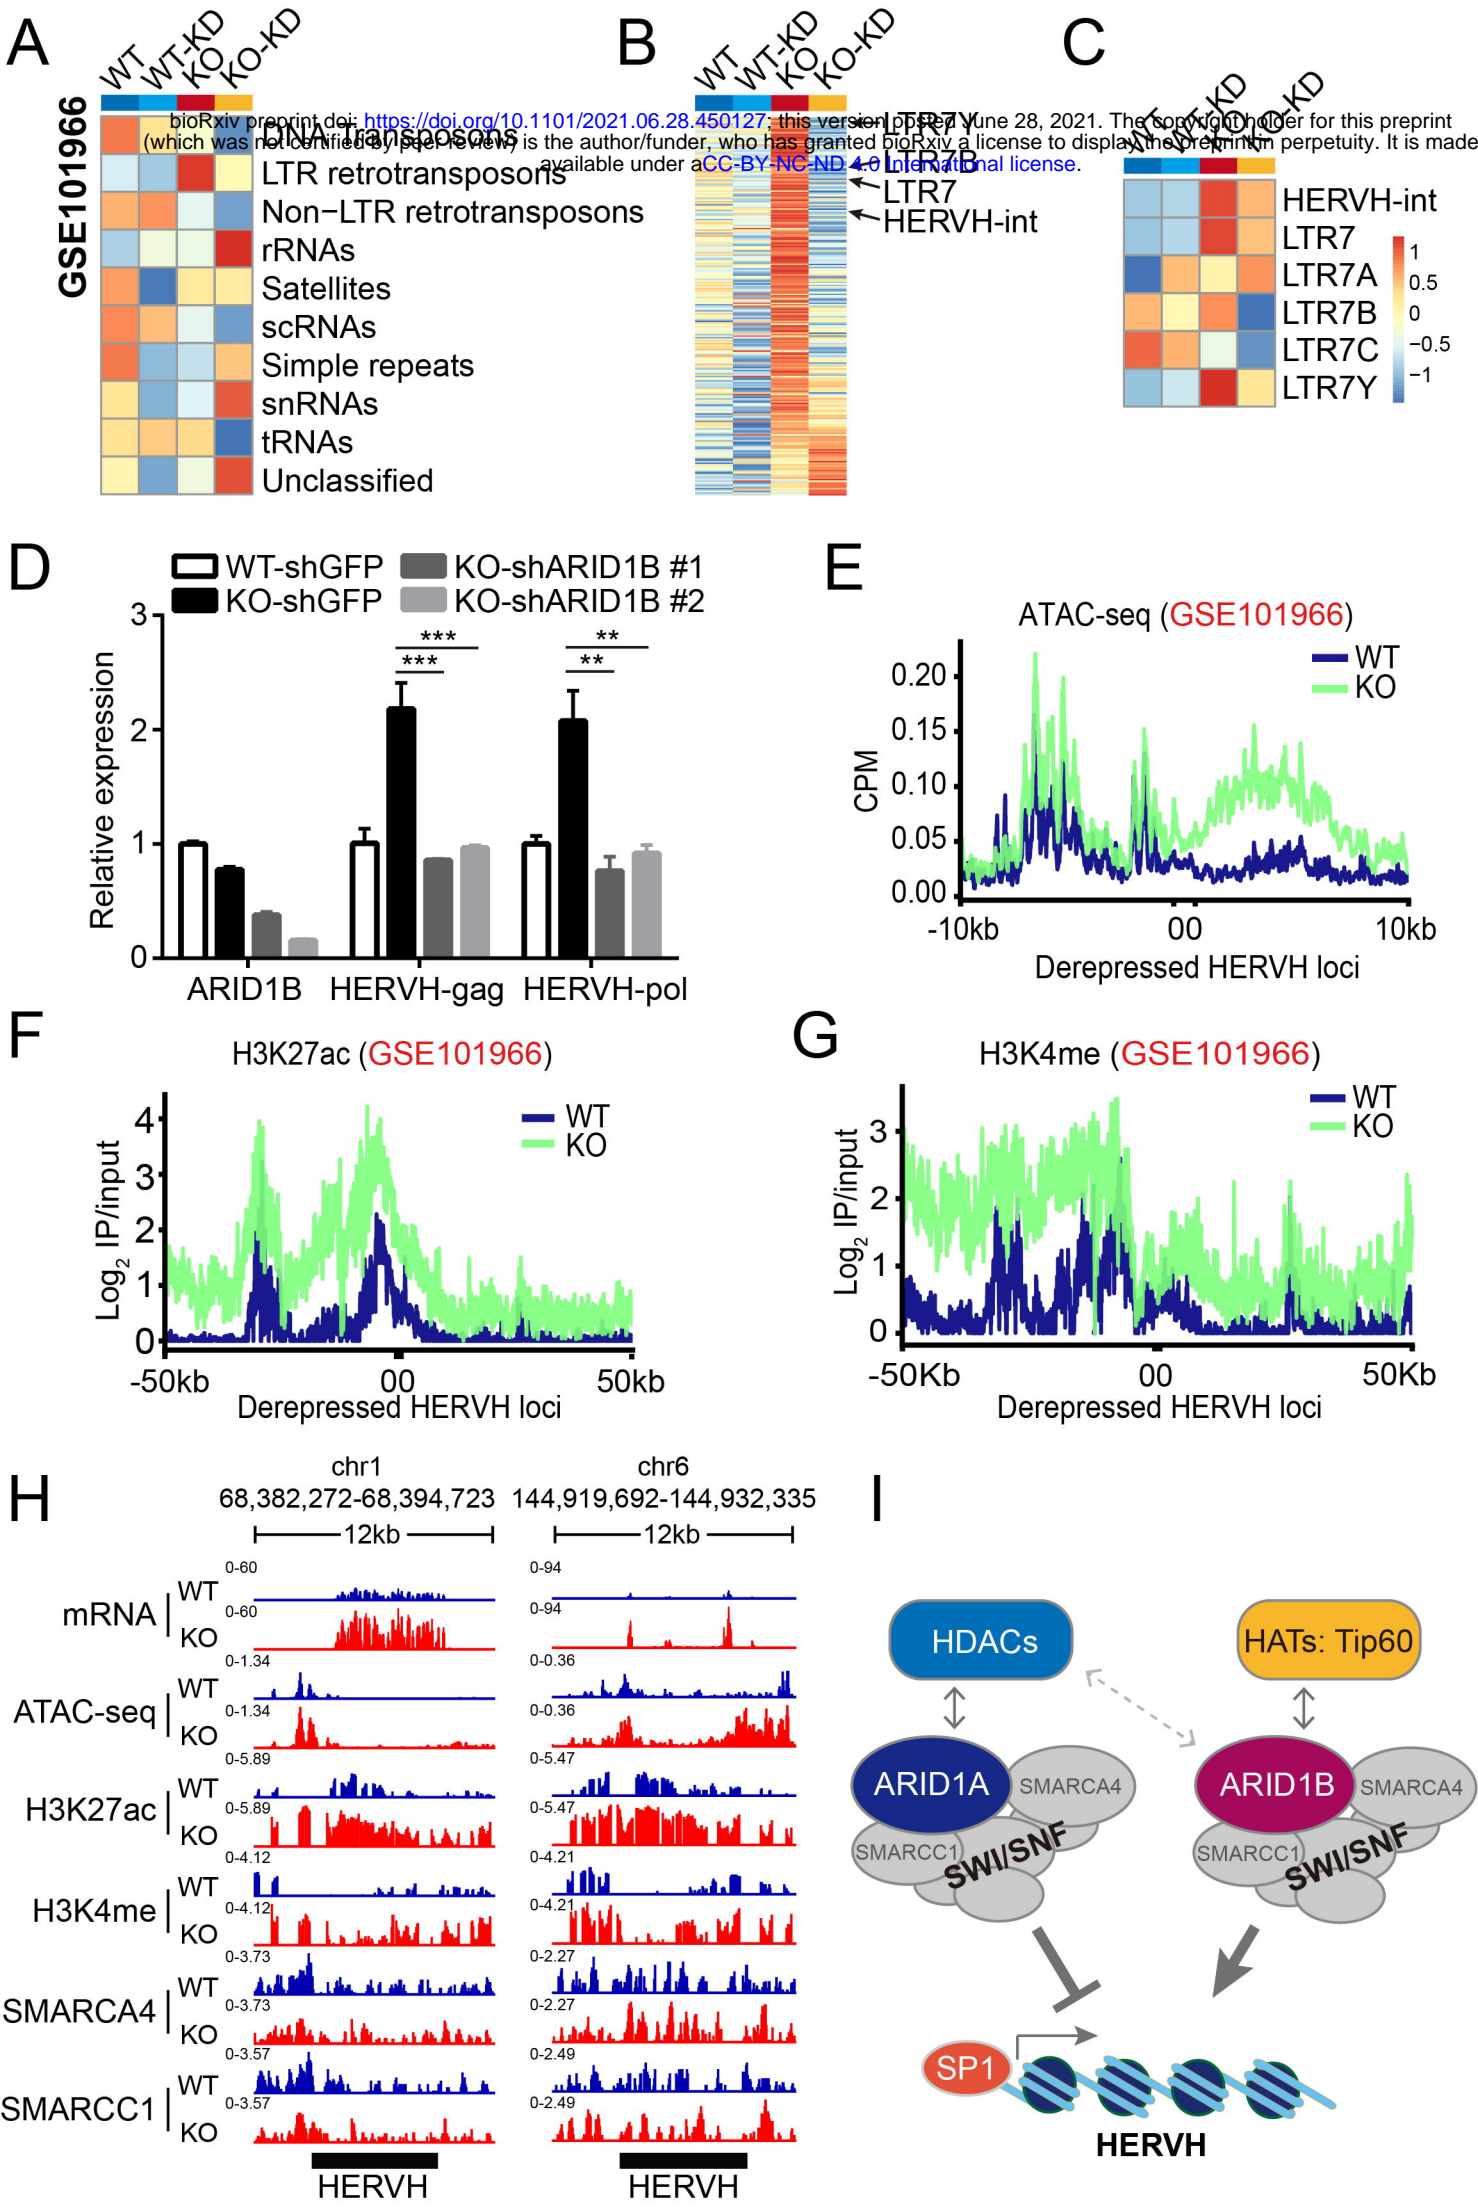 A
WT
WT-KD
KO
KO-KD
GSE101966
DNA Transposons
LTR retrotransposons
Non−LTR retrotransposons
rRNAs
Satellites
scRNAs
Simple repeats
snRNAs
tRNAs
Unclassified
B
WT
WT-KD
KO
KO-KD
LTR7Y
LTR7B
LTR7
HERVH-int
C
WT
WT-KD
KO
KO-KD
HERVH-int
LTR7
LTR7A
LTR7B
LTR7C
LTR7Y
1
0.5
0
−0.5
−1
bioRxiv preprint doi: https://doi.org/10.1101/2021.06.28.450127; this version posted June 28, 2021. The copyright holder for this preprint
(which was not certified by peer review) is the author/funder, who has granted bioRxiv a license to display the preprint in perpetuity. It is made
available under aCC-BY-NC-ND 4.0 International license.
D
WT-shGFP
KO-shARID1B #1
KO-shGFP
KO-shARID1B #2
Relative expression
3
2
1
0
***
***
**
**
ARID1B
HERVH-gag
HERVH-pol
E
ATAC-seq (GSE101966)
WT
KO
CPM
0.20
0.15
0.10
0.05
0.00
-10kb
00
10kb
Derepressed HERVH loci
F
H3K27ac (GSE101966)
WT
KO
Log2 IP/input
4
3
2
1
0
-50Kb
00
50kb
Derepressed HERVH loci
G
H3K4me (GSE101966)
WT
KO
Log2 IP/input
3
2
1
0
-50Kb
00
50Kb
Derepressed HERVH loci
H
chr1
chr6
68,382,272-68,394,723
144,919,692-144,932,335
12kb
12kb
mRNA
WT
0-60
0-94
KO
0-60
0-94
ATAC-seq
WT
0-1.34
0-0.36
KO
0-1.34
0-0.36
H3K27ac
WT
0-5.89
0-5.47
KO
0-5.89
0-5.47
H3K4me
WT
0-4.12
0-4.21
KO
0-4.12
0-4.21
SMARCA4
WT
0-3.73
0-2.27
KO
0-3.73
0-2.27
SMARCC1
WT
0-3.57
0-2.49
KO
0-3.57
0-2.49
HERVH
HERVH
I
HDACs
HATs: Tip60
ARID1A
SMARCA4
SMARCC1
SWI/SNF
ARID1B
SMARCA4
SMARCC1
SWI/SNF
SP1
HERVH